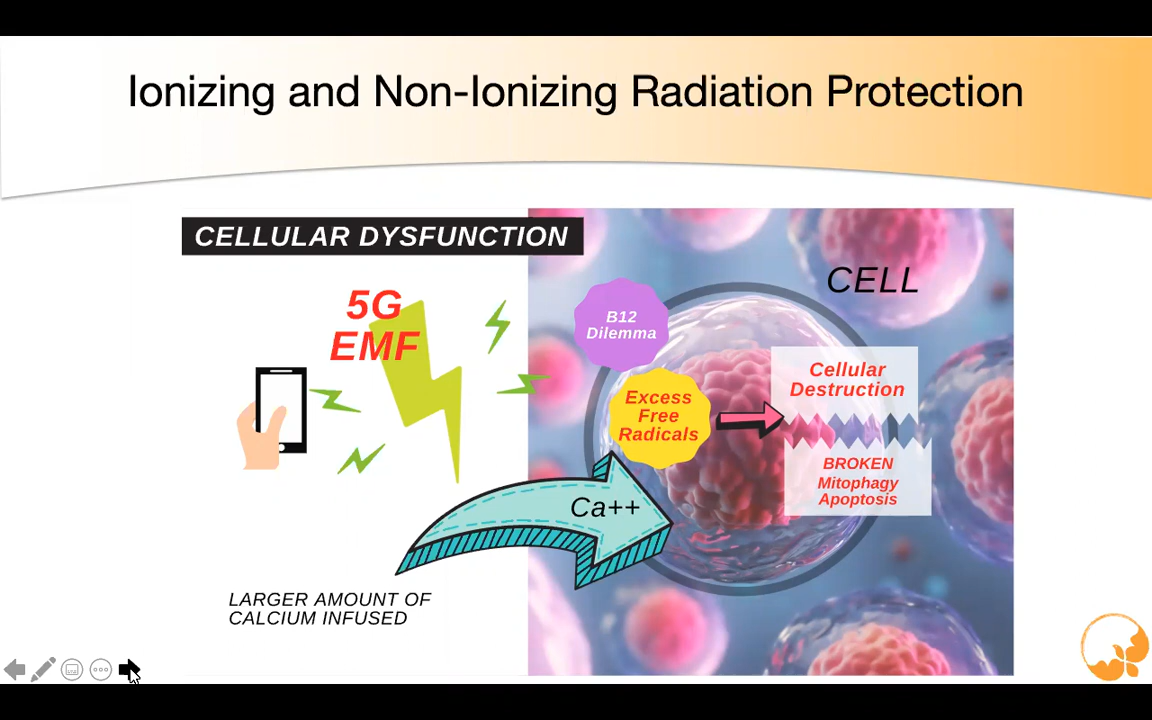 Ionizing and Non-Ionizing Radiation Protection
CELLULAR DYSFUNCTION
5G
EMF
B12
Dilemma
CELL
Excess
Free
Radicals
Cellular
Destruction
BROKEN
Mitophagy
Apoptosis
Ca++
LARGER AMOUNT OF
CALCIUM INFUSED